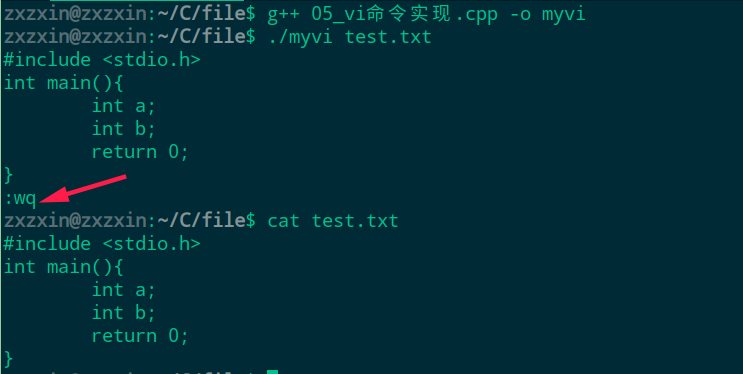 zxzxin@zxzxin:~/C/file$ g++ 05_vi命令实现.cpp -o myvi
zxzxin@zxzxin:~/C/file$ ./myvi test.txt
#include <stdio.h>
int main(){
        int a;
        int b;
        return 0;
}
:wq
zxzxin@zxzxin:~/C/file$ cat test.txt
#include <stdio.h>
int main(){
        int a;
        int b;
        return 0;
}